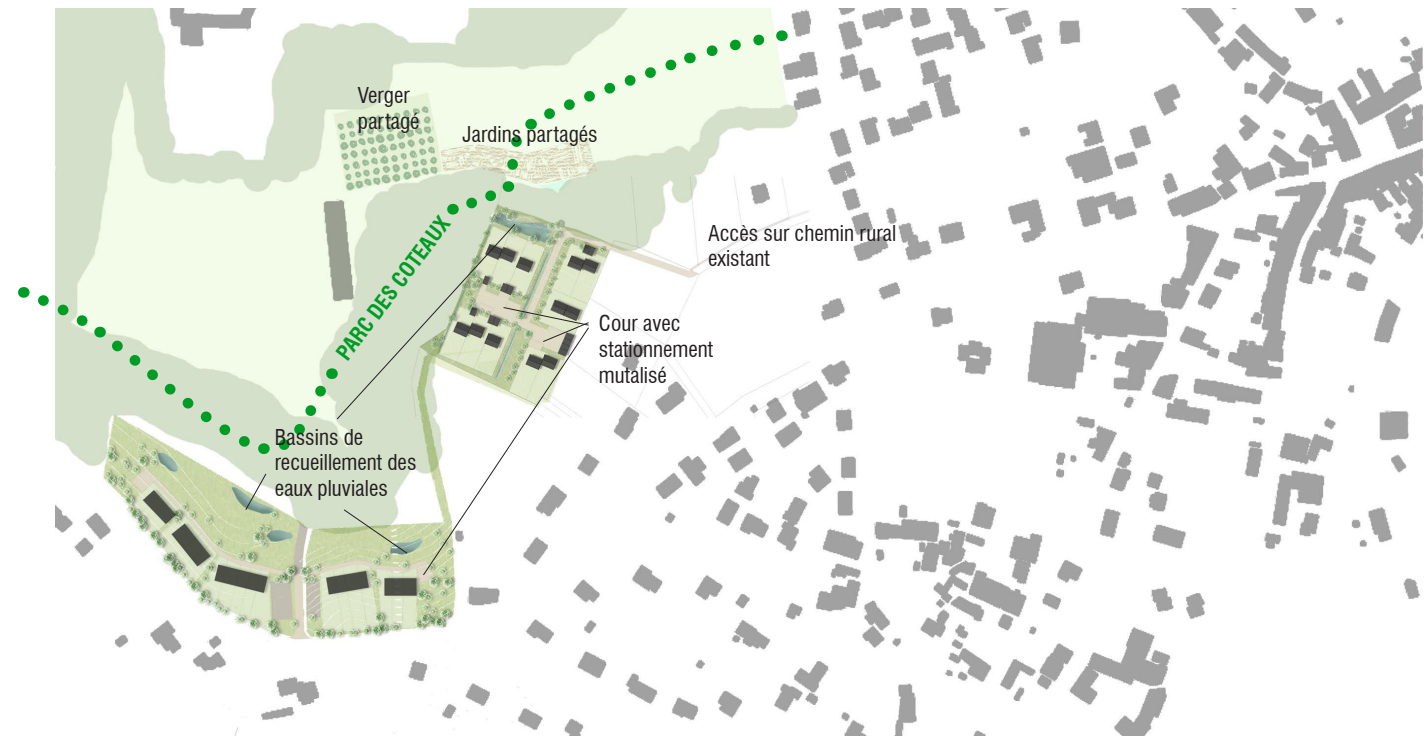 Verger
partagé
Jardins partagés
PARC DES COTEAUX
Accès sur chemin rural
existant
Cour avec
stationnement
mutalisé
Bassins de
recueillement des
eaux pluviales